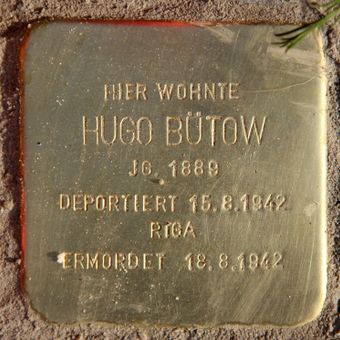 HIER WOHNTE
HUGO BÜTOW
JG. 1889
DEPORTIERT 15.8.1942
RIGA
ERMORDET 18.8.1942